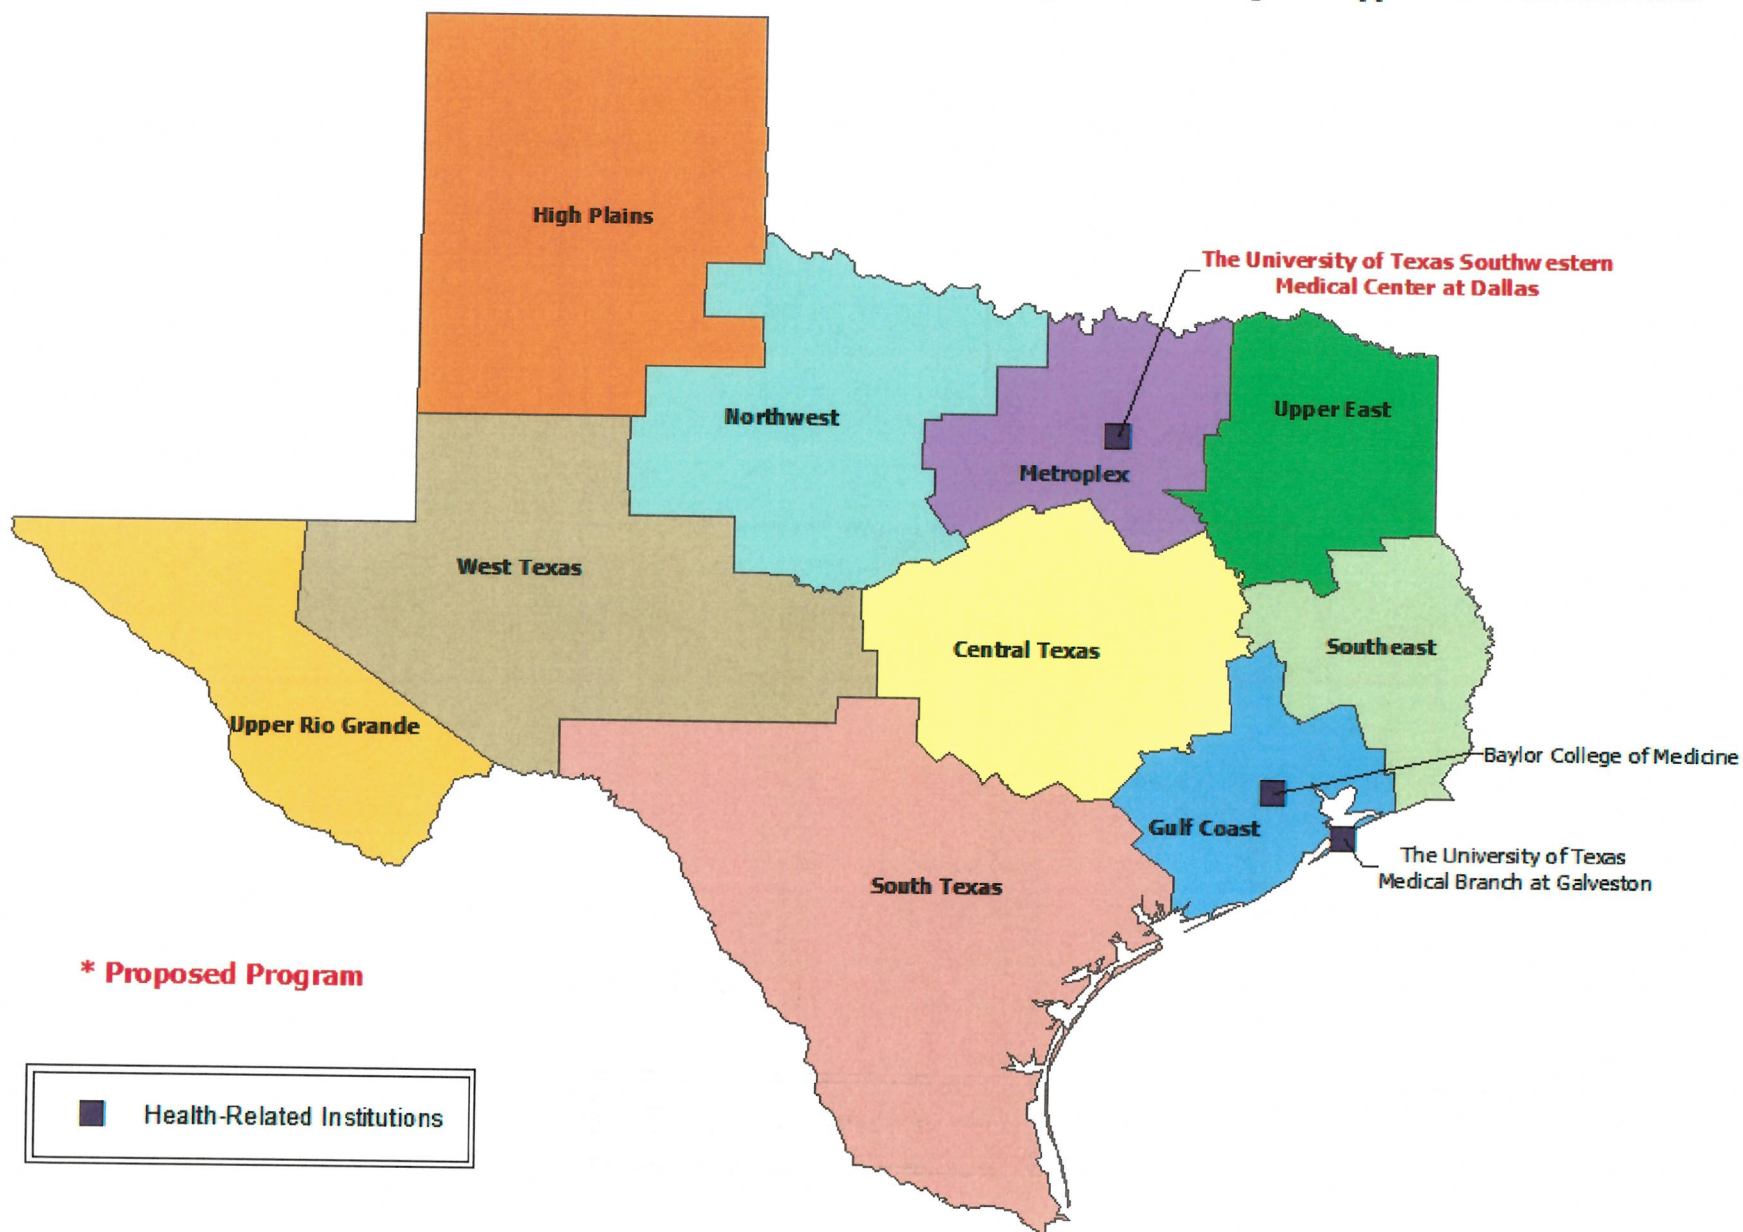 High Plains
The University of Texas Southwestern
Medical Center at Dallas
Northwest
Upper East
Metroplex
West Texas
Central Texas
Southeast
Upper Rio Grande
Baylor College of Medicine
Gulf Coast
The University of Texas
Medical Branch at Galveston
South Texas
* Proposed Program
Health-Related Institutions